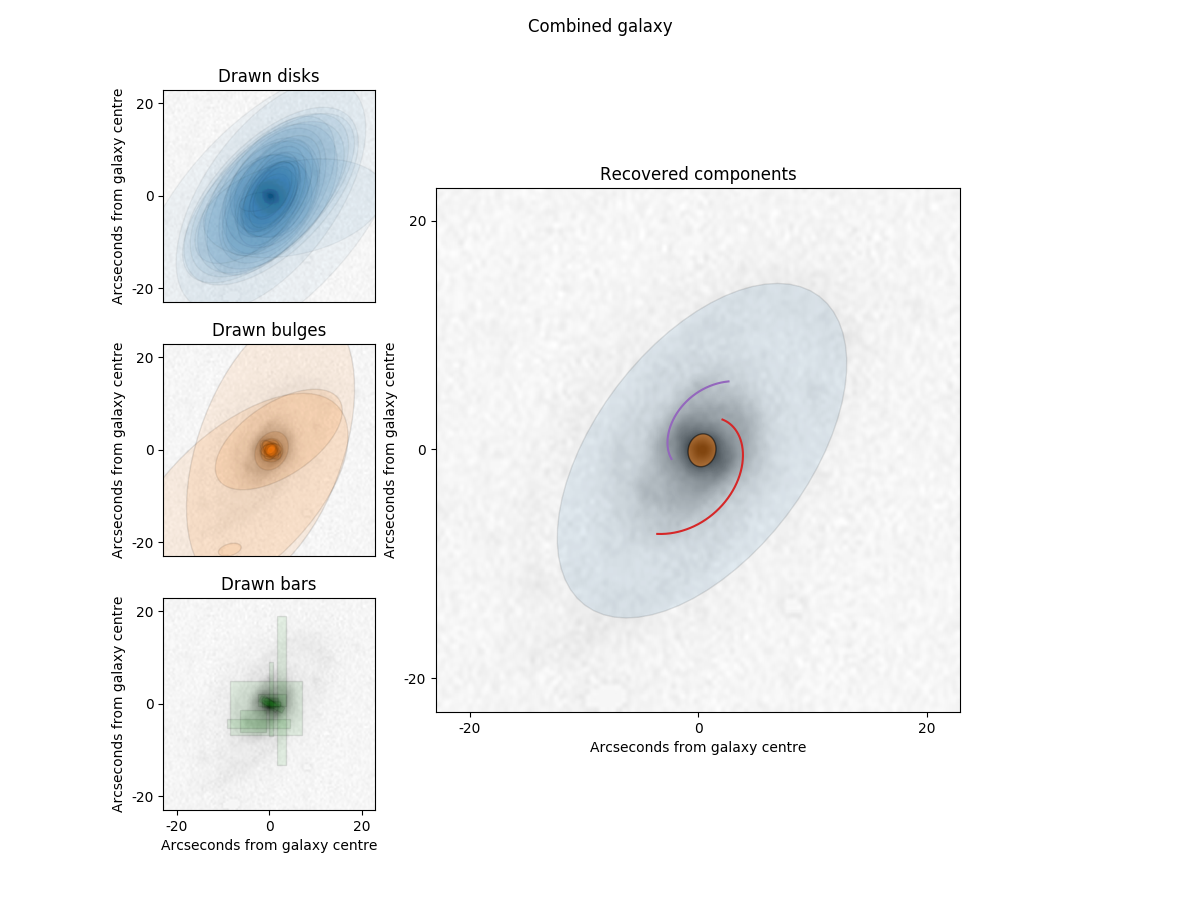 Combined galaxy
Drawn disks
Arcseconds from galaxy centre
20
0
-20
Drawn bulges
Arcseconds from galaxy centre
20
0
-20
Drawn bars
Arcseconds from galaxy centre
20
0
-20
-20 0 20
Arcseconds from galaxy centre
Recovered components
Arcseconds from galaxy centre
20
0
-20
-20 0 20
Arcseconds from galaxy centre